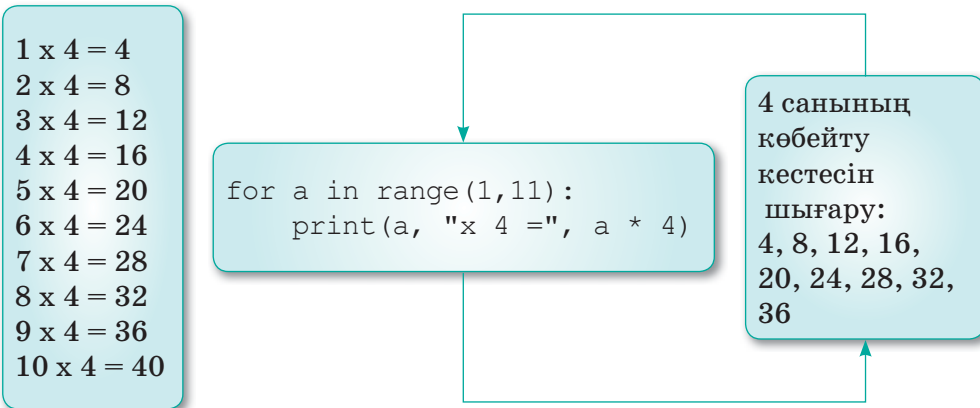 1 x 4 = 4
2 x 4 = 8
3 x 4 = 12
4 x 4 = 16
5 x 4 = 20
6 x 4 = 24
7 x 4 = 28
8 x 4 = 32
9 x 4 = 36
10 x 4 = 40
for a in range(1,11):
    print(a, "x 4 =", a * 4)
4 санының
көбейту
кестесін
шығару:
4, 8, 12, 16,
20, 24, 28, 32,
36